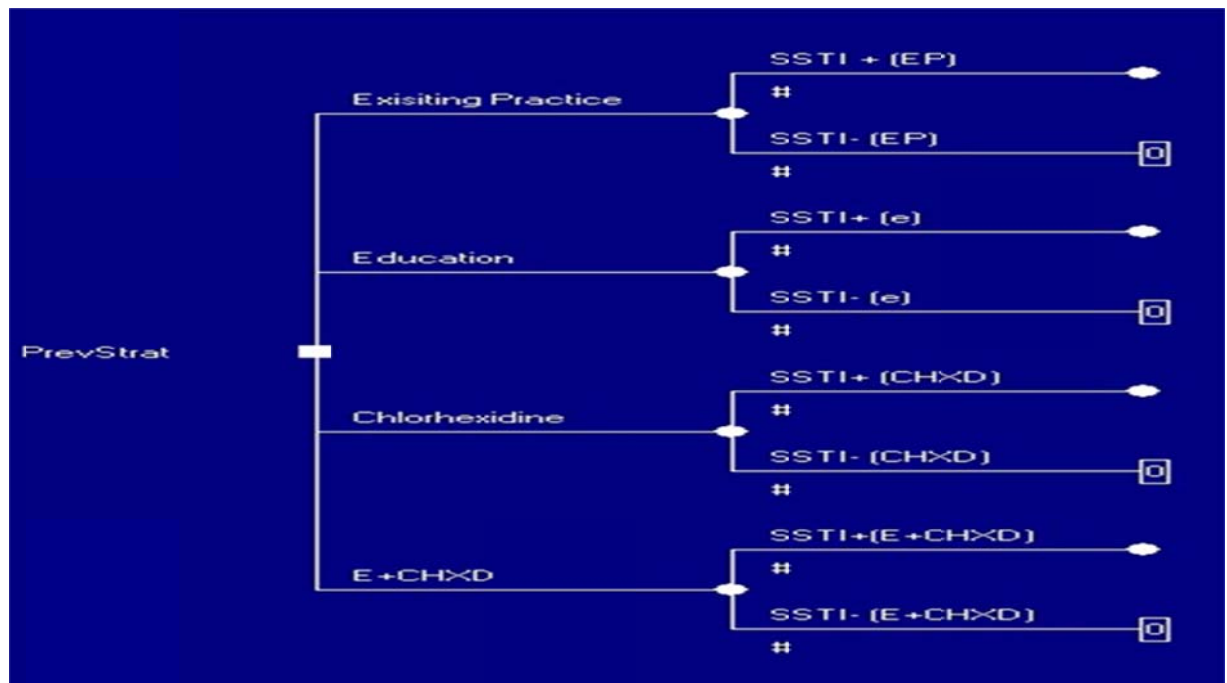 SSTI + (EP)
#
Exisiting Practice
SSTI- (EP)
0
#
SSTI+ (e)
#
Education
SSTI- (e)
0
#
PrevStrat
SSTI+ (CHXD)
#
Chlorhexidine
SSTI- (CHXD)
0
#
SSTI+(E+CHXD)
#
E+CHXD
SSTI- (E+CHXD)
0
#